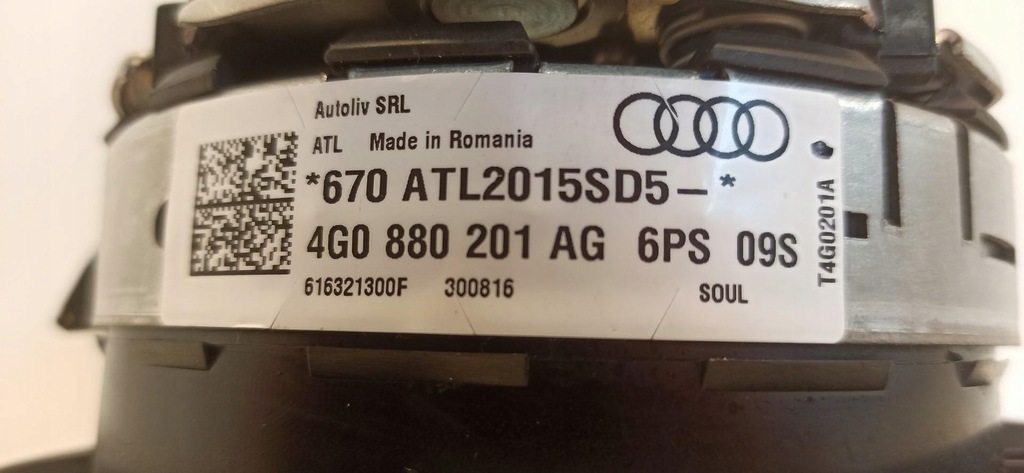 Autoliv SRL
ATL Made in Romania
*670 ATL2015SD5–*
4G0 880 201 AG 6PS 09S
616321300F 300816 SOUL
T4G0201A